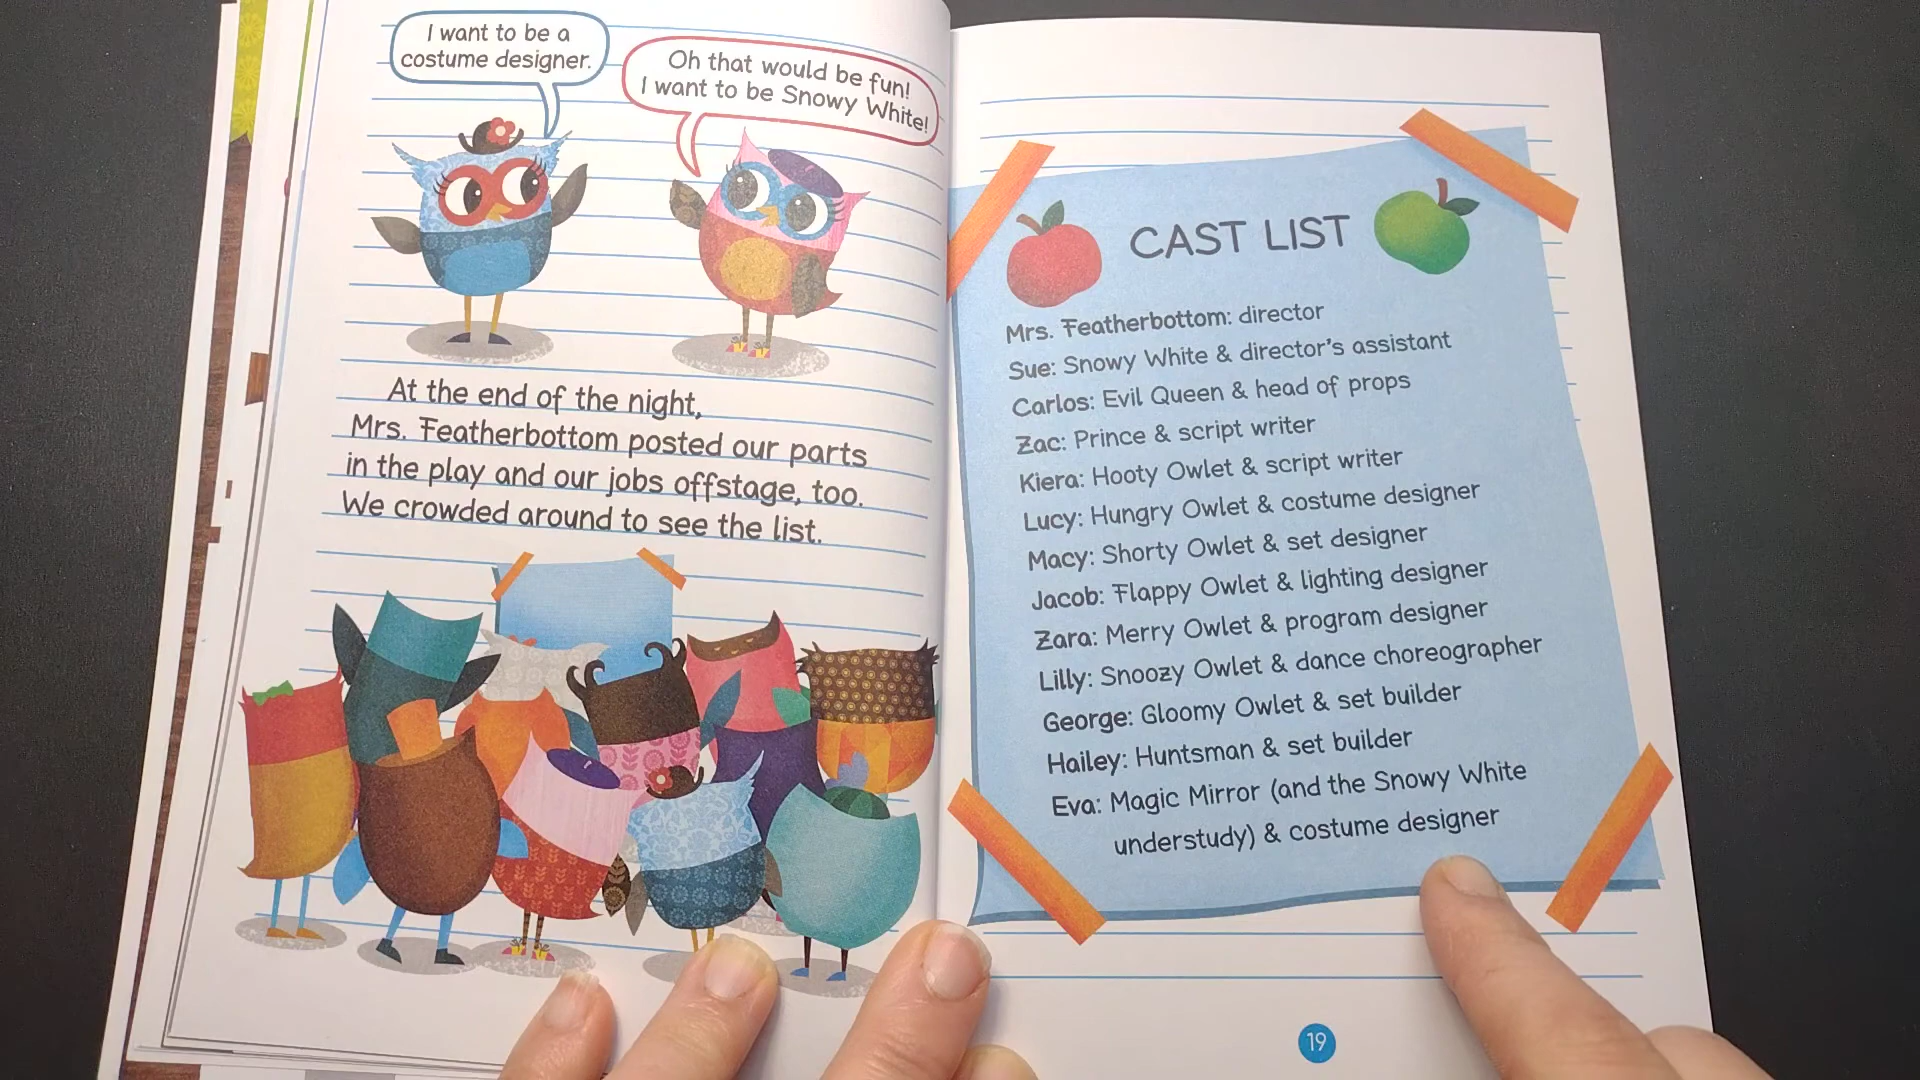 I want to be a
costume designer.
Oh that would be fun!
I want to be Snowy White!
At the end of the night,
Mrs. Featherbottom posted our parts
in the play and our jobs offstage, too.
We crowded around to see the list.
CAST LIST
Mrs. Featherbottom: director
Sue: Snowy White & director's assistant
Carlos: Evil Queen & head of props
Zac: Prince & script writer
Kiera: Hooty Owlet & script writer
Lucy: Hungry Owlet & costume designer
Macy: Shorty Owlet & set designer
Jacob: Flappy Owlet & lighting designer
Zara: Merry Owlet & program designer
Lilly: Snoozy Owlet & dance choreographer
George: Gloomy Owlet & set builder
Hailey: Huntsman & set builder
Eva: Magic Mirror (and the Snowy White
understudy) & costume designer
19